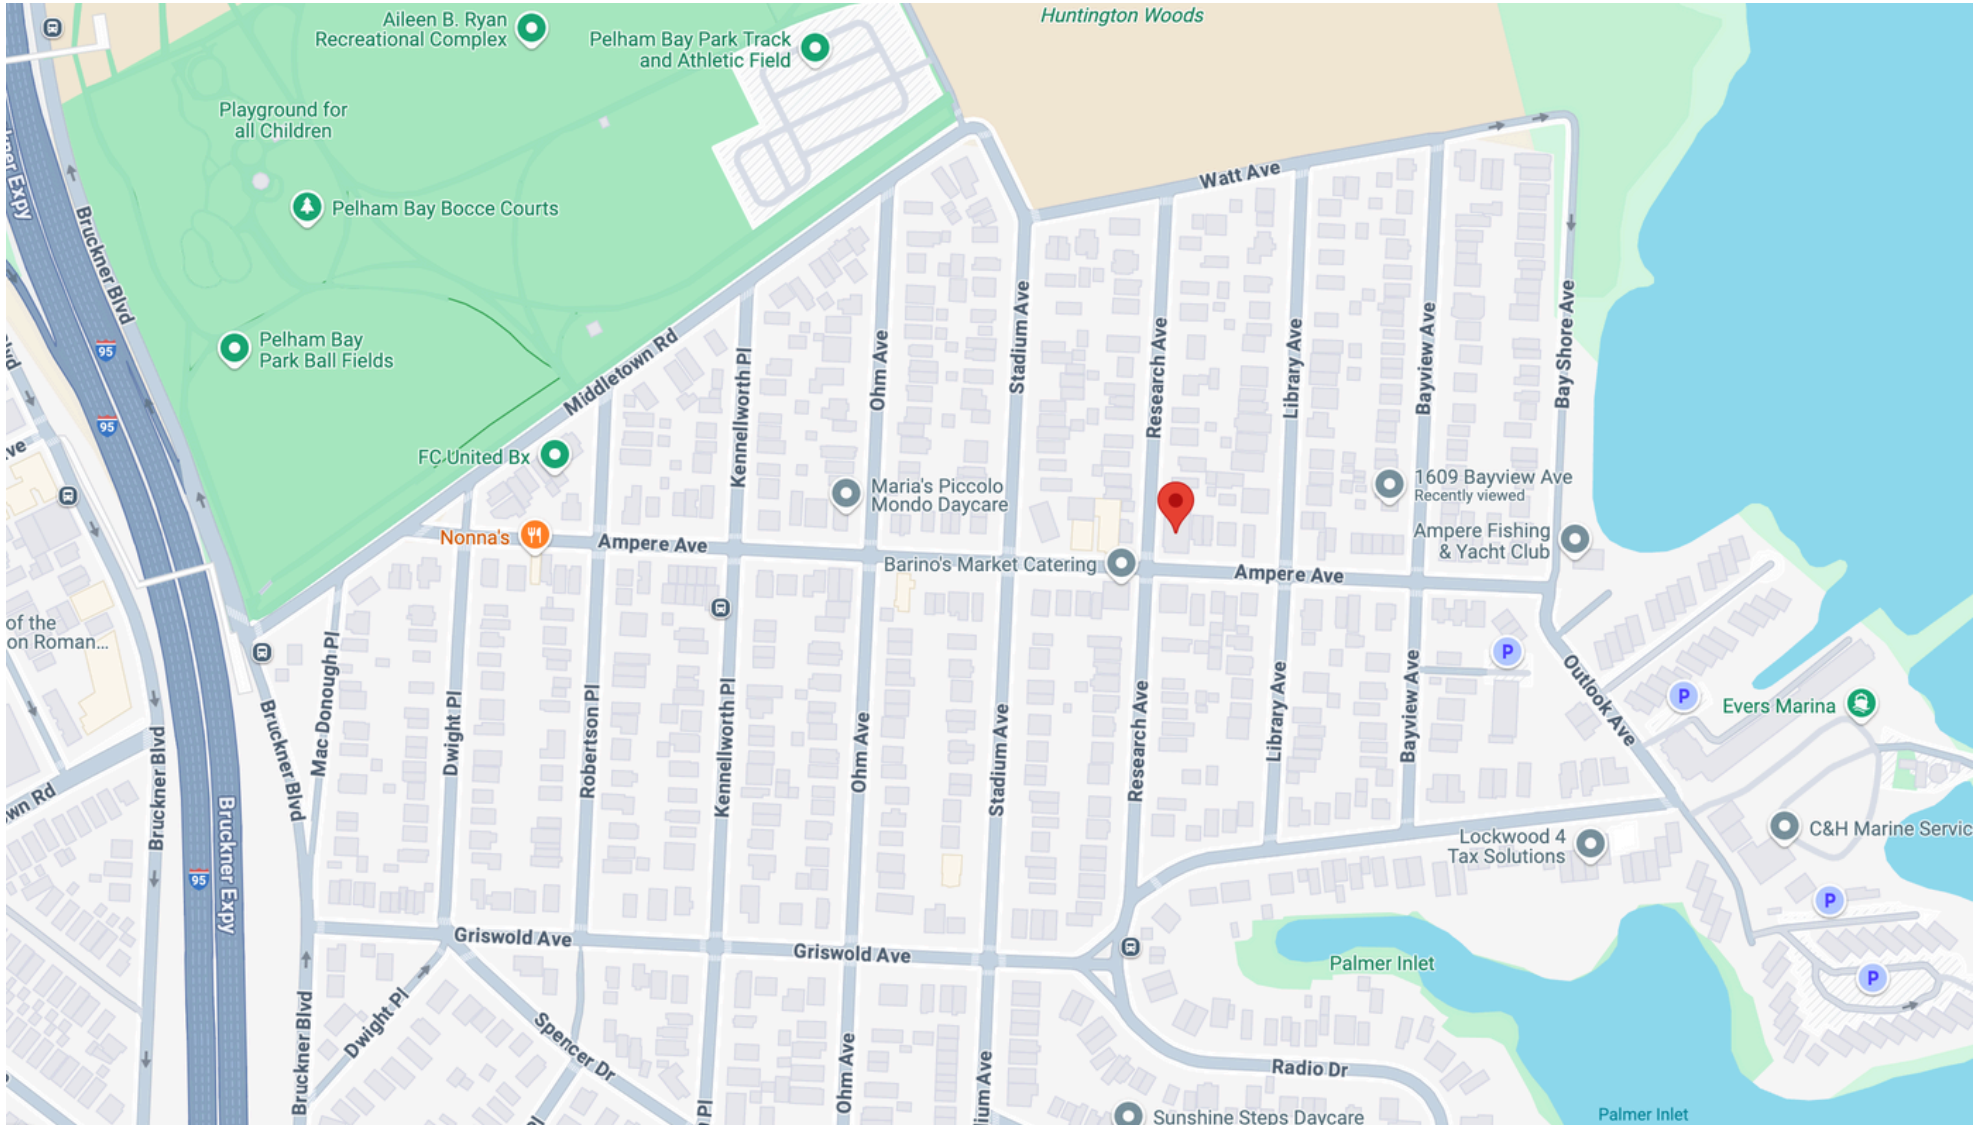 Huntington Woods
Aileen B. Ryan
Recreational Complex
Pelham Bay Park Track
and Athletic Field
Playground for
all Children
Pelham Bay Bocce Courts
Pelham Bay
Park Ball Fields
Bruckner Blvd
Watt Ave
Middletown Rd
Kennellworth Pl
Ohm Ave
Stadium Ave
Research Ave
Library Ave
Bayview Ave
Bay Shore Ave
95
95
FC United Bx
Maria's Piccolo
Mondo Daycare
1609 Bayview Ave
Recently viewed
Nonna's
Ampere Ave
Barino's Market Catering
Ampere Ave
Ampere Fishing
& Yacht Club
of the
on Roman...
Mac Donough Pl
Dwight Pl
Robertson Pl
Kennellworth Pl
Ohm Ave
Stadium Ave
Research Ave
Library Ave
Bayview Ave
P
Outlook Ave
P
Evers Marina
Bruckner Blvd
Bruckner Blvd
wn Rd
Bruckner Expy
95
Lockwood 4
Tax Solutions
C&H Marine Servic
P
Griswold Ave
Griswold Ave
Palmer Inlet
P
Bruckner Blvd
Dwight Pl
Spencer Dr
Ohm Ave
dium Ave
Radio Dr
Pl
Sunshine Steps Daycare
Palmer Inlet